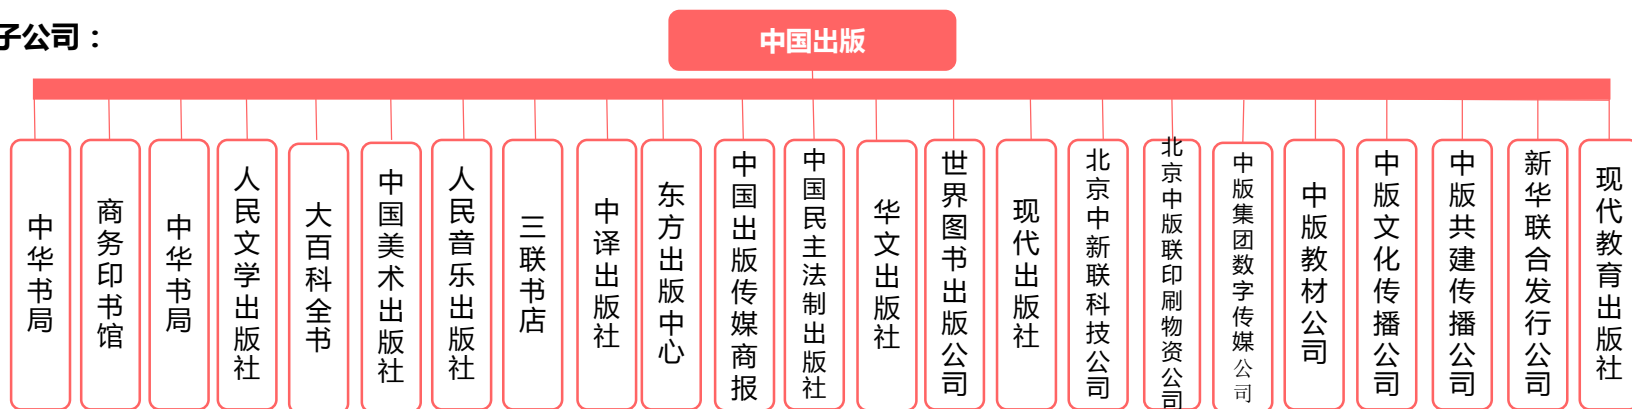 子公司：
中国出版
中华书局
商务印书馆
中华书局
人民文学出版社
大百科全书
中国美术出版社
人民音乐出版社
三联书店
中译出版社
东方出版中心
中国出版传媒商报
中国民主法制出版社
华文出版社
世界图书出版公司
现代出版社
北京中新联科技公司
北京中版联印刷物资公司
中版集团数字传媒公司
中版教材公司
中版文化传播公司
中版共建传播公司
新华联合发行公司
现代教育出版社